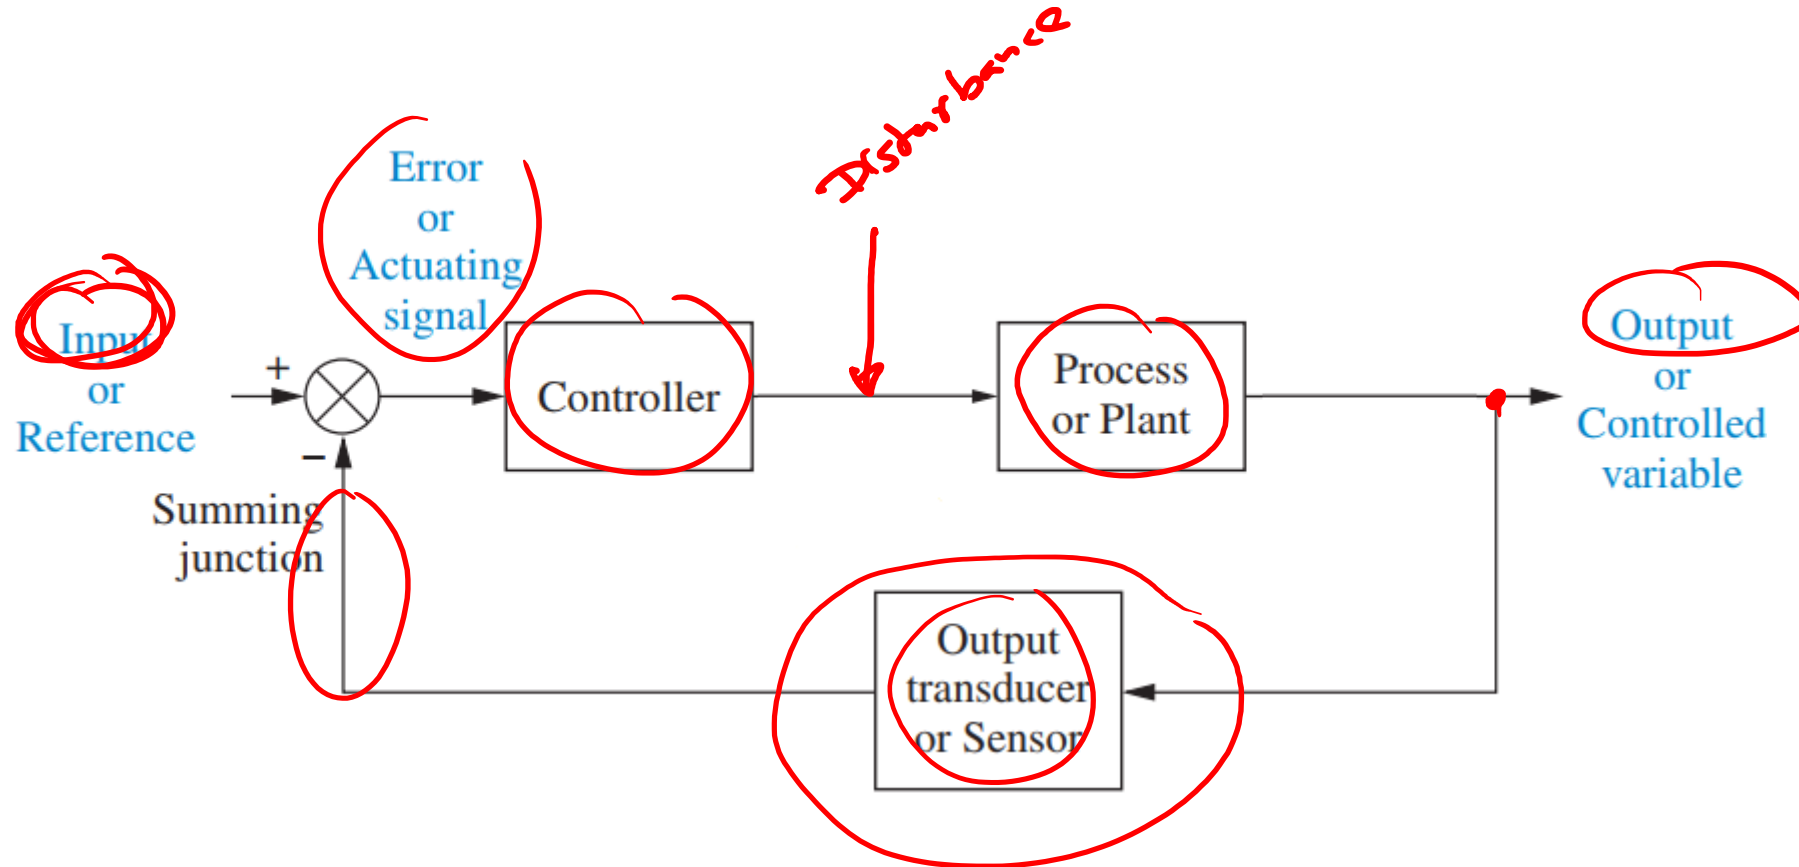 Disturbance
Error
or
Actuating
signal
Input
or
Reference
+
−
Summing
junction
Controller
Process
or Plant
Output
or
Controlled
variable
Output
transducer
or Sensor